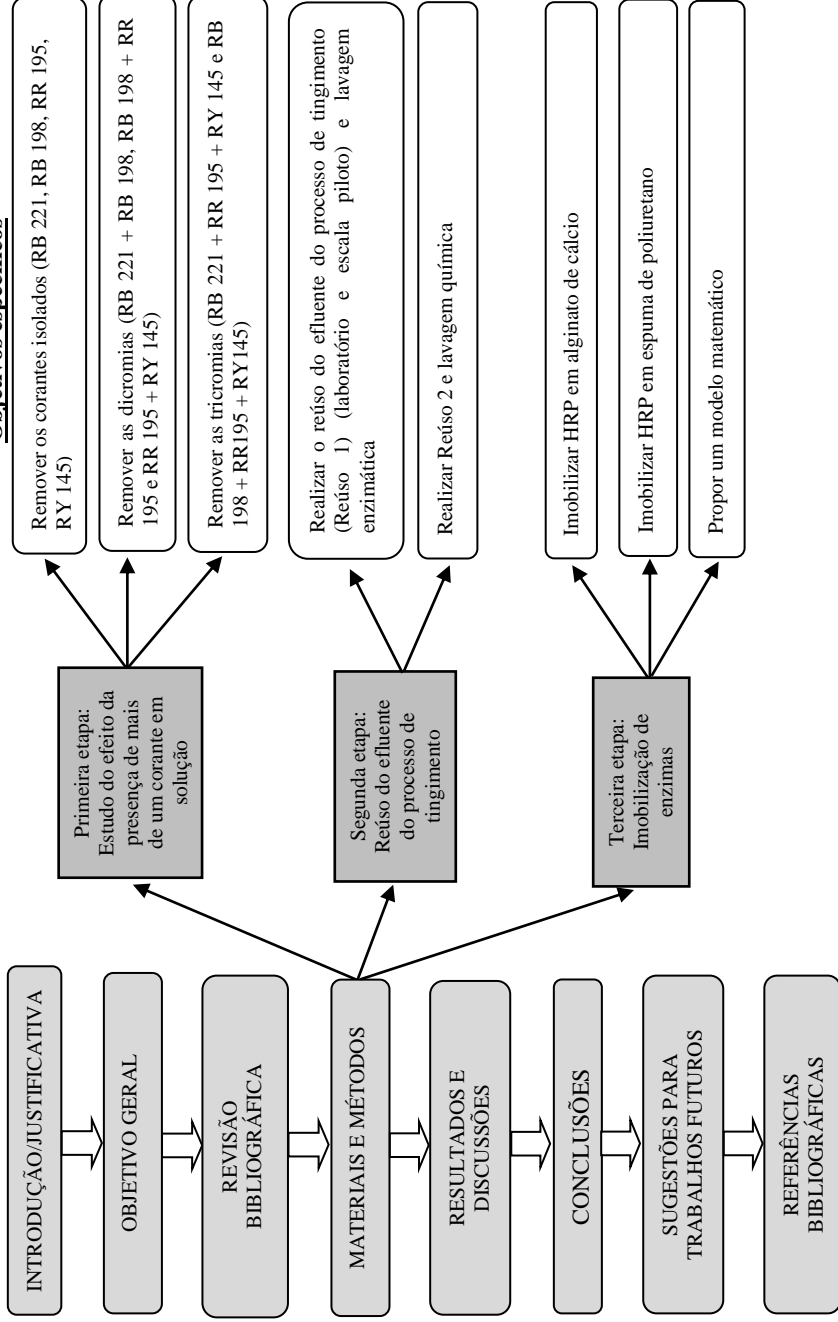 INTRODUÇÃO/JUSTIFICATIVA
OBJETIVO GERAL
REVISÃO
BIBLIOGRÁFICA
MATERIAIS E MÉTODOS
RESULTADOS E
DISCUSSÕES
CONCLUSÕES
SUGESTÕES PARA
TRABALHOS FUTUROS
REFERÊNCIAS
BIBLIOGRÁFICAS
Primeira etapa:
Estudo do efeito da
presença de mais
de um corante em
solução
Segunda etapa:
Reúso do efluente
do processo de
tingimento
Terceira etapa:
Imobilização de
enzimas
Objetivos específicos
Remover os corantes isolados (RB 221, RB 198, RR 195,
RY 145)
Remover as dicromias (RB 221 + RB 198, RB 198 + RR
195 e RR 195 + RY 145)
Remover as tricromias (RB 221 + RR 195 + RY 145 e RB
198 + RR195 + RY145)
Realizar o reúso do efluente do processo de tingimento
(Reúso 1) (laboratório e escala piloto) e lavagem
enzimática
Realizar Reúso 2 e lavagem química
Imobilizar HRP em alginato de cálcio
Imobilizar HRP em espuma de poliuretano
Propor um modelo matemático